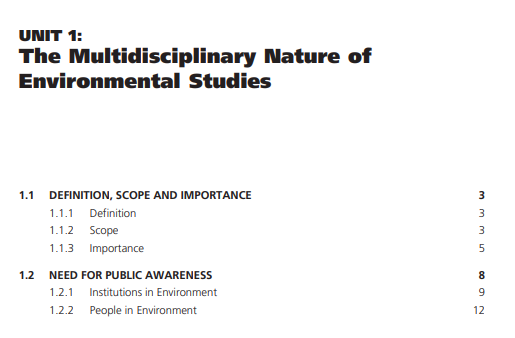 UNIT 1:
The Multidisciplinary Nature of
Environmental Studies
1.1 DEFINITION, SCOPE AND IMPORTANCE 3
1.1.1 Definition 3
1.1.2 Scope 3
1.1.3 Importance 5
1.2 NEED FOR PUBLIC AWARENESS 8
1.2.1 Institutions in Environment 9
1.2.2 People in Environment 12